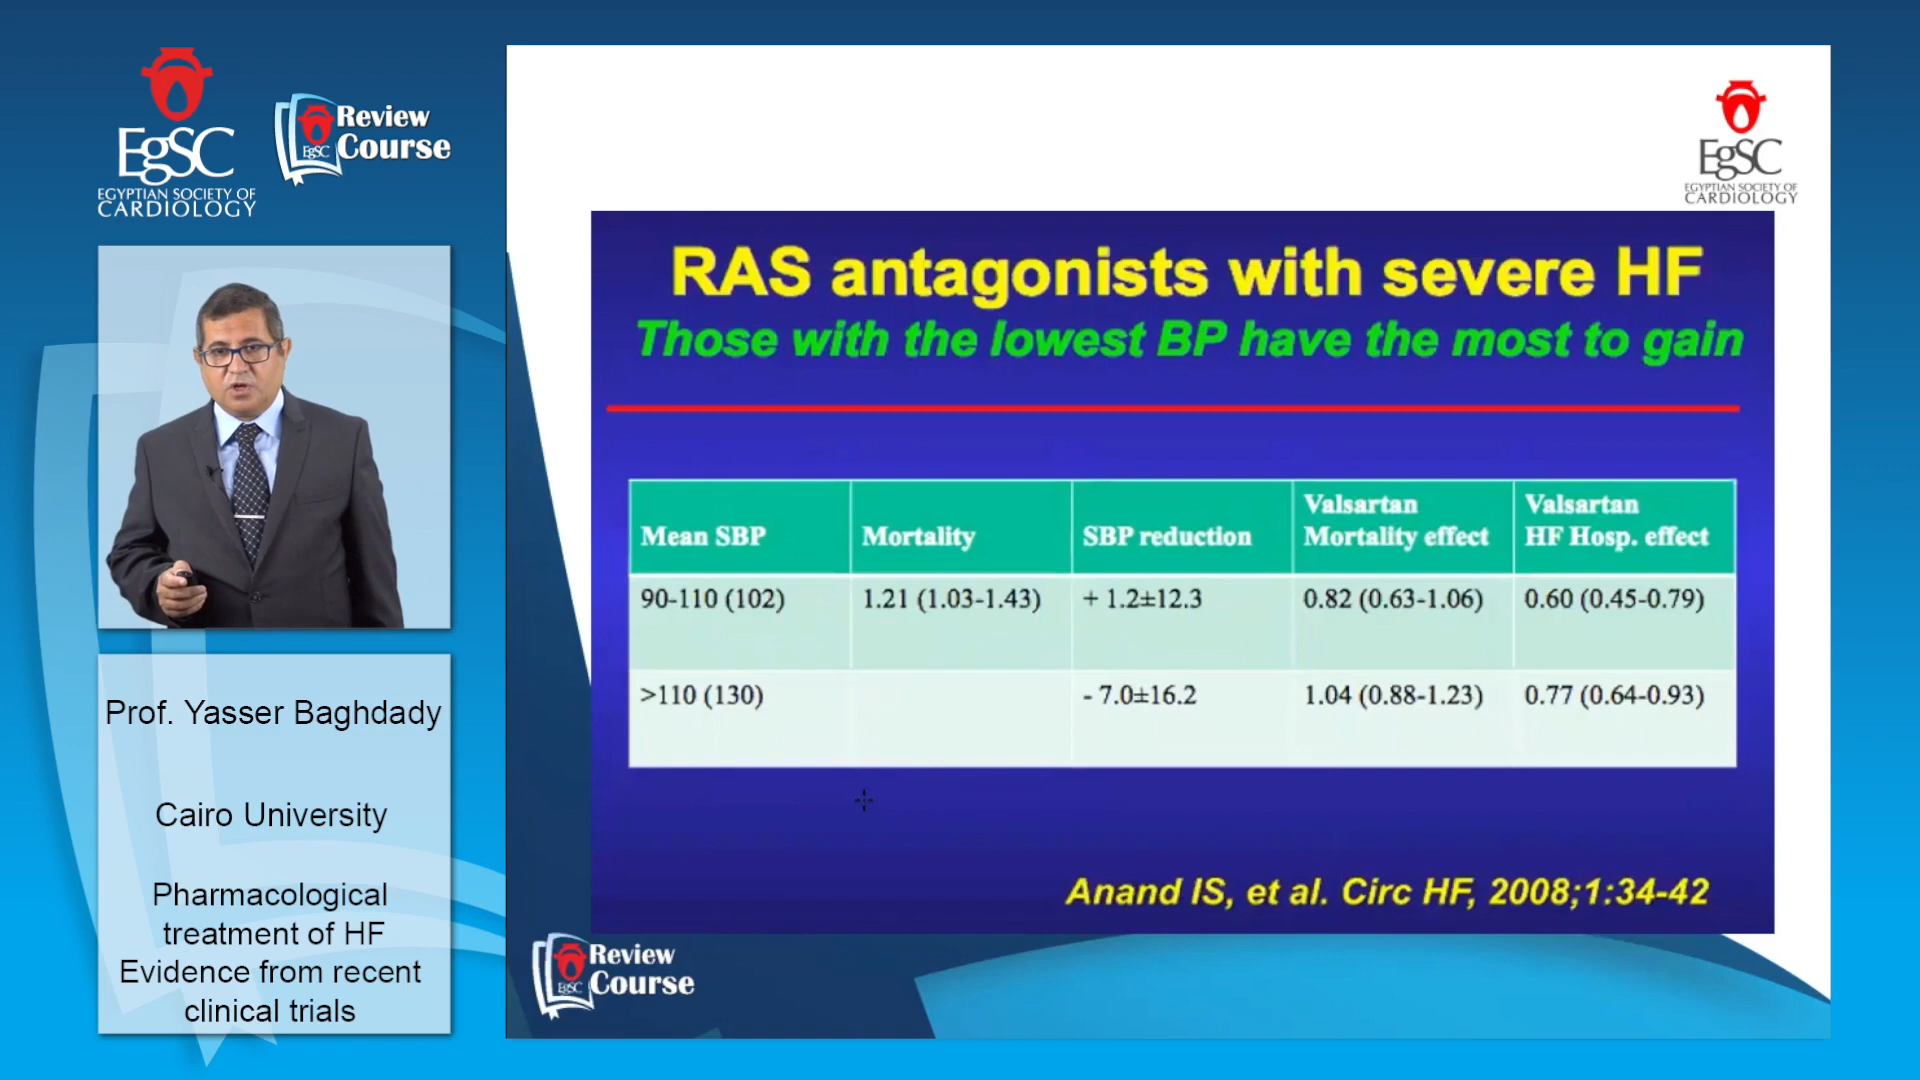 EgSC
EGYPTIAN SOCIETY OF
CARDIOLOGY
Review
Course
EgSC
Prof. Yasser Baghdady
Cairo University
Pharmacological
treatment of HF
Evidence from recent
clinical trials
EgSC
EGYPTIAN SOCIETY OF
CARDIOLOGY
RAS antagonists with severe HF
Those with the lowest BP have the most to gain
Mean SBP | Mortality | SBP reduction | Valsartan Mortality effect | Valsartan HF Hosp. effect
90-110 (102) | 1.21 (1.03-1.43) | + 1.2±12.3 | 0.82 (0.63-1.06) | 0.60 (0.45-0.79)
>110 (130) | - 7.0±16.2 | 1.04 (0.88-1.23) | 0.77 (0.64-0.93)
Anand IS, et al. Circ HF, 2008;1:34-42
Review
Course
EgSC